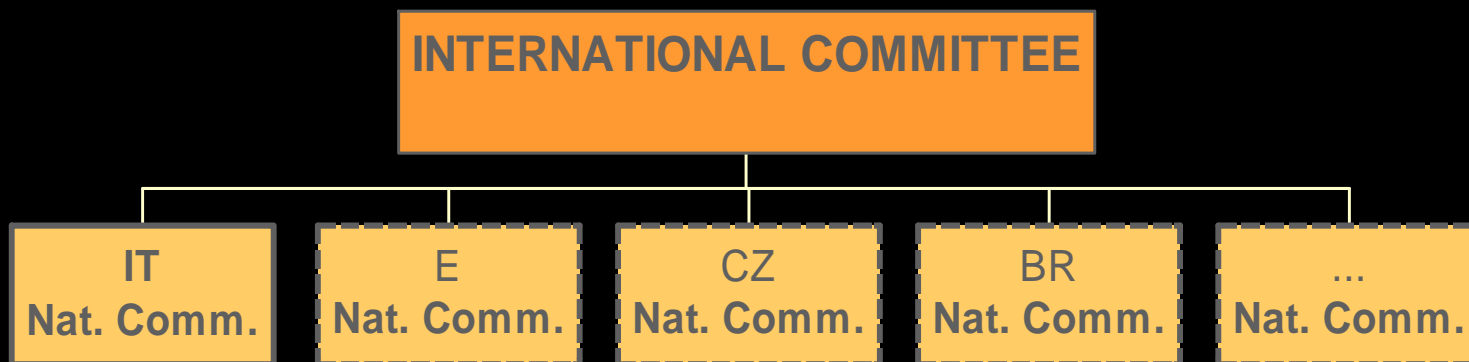 INTERNATIONAL COMMITTEE
IT
Nat. Comm.
E
Nat. Comm.
CZ
Nat. Comm.
BR
Nat. Comm.
...
Nat. Comm.